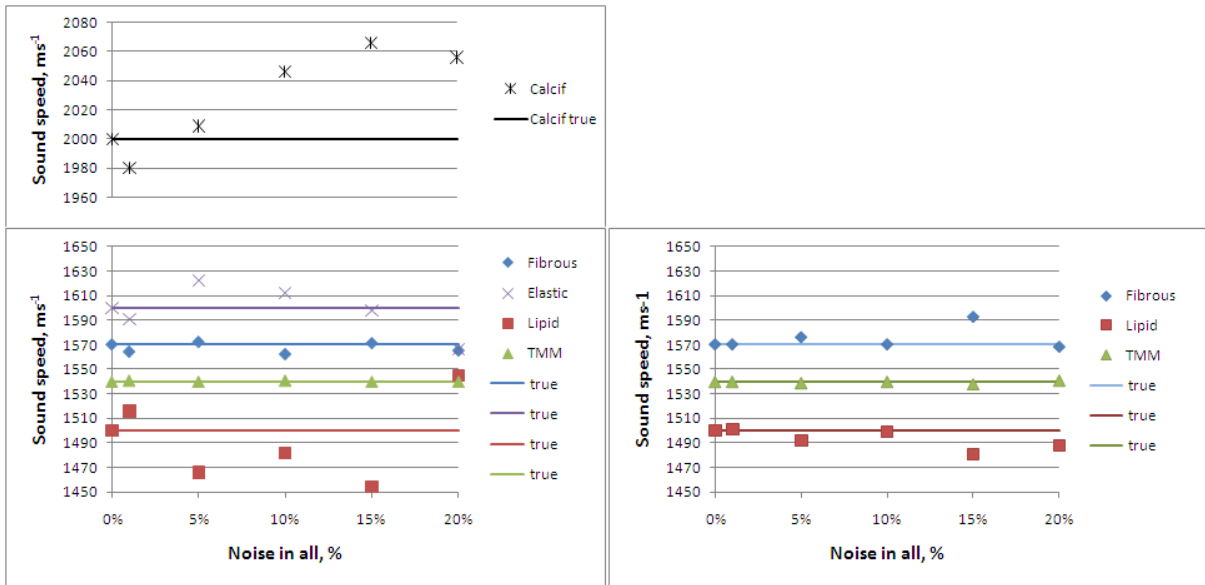 Sound speed, ms-1
2080
2060
2040
2020
2000
1980
1960
Calcif
Calcif true
Sound speed, ms-1
1650
1630
1610
1590
1570
1550
1530
1510
1490
1470
1450
0% 5% 10% 15% 20%
Noise in all, %
Fibrous
Elastic
Lipid
TMM
true
true
true
true
Sound speed, ms-1
1650
1630
1610
1590
1570
1550
1530
1510
1490
1470
1450
0% 5% 10% 15% 20%
Noise in all, %
Fibrous
Lipid
TMM
true
true
true